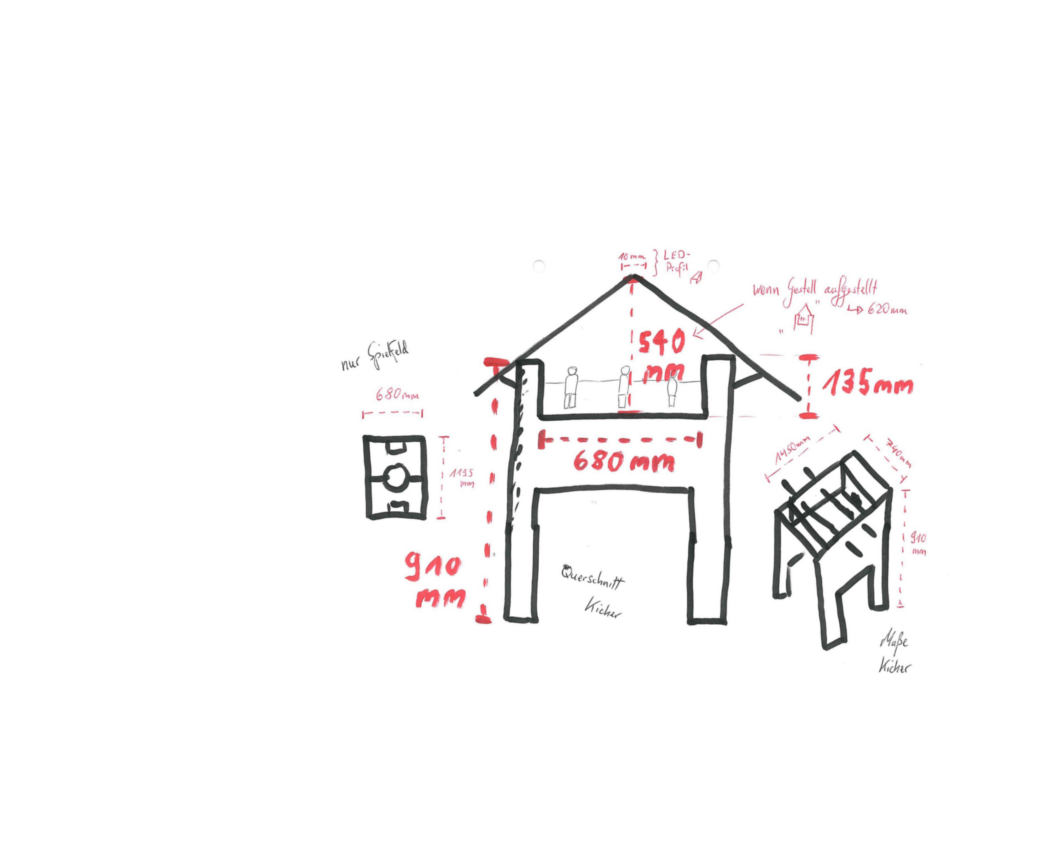 10mm } LED-
Profil
wenn Gestell aufgestellt
↳ 620mm
" "
nur Spielfeld
540
mm
135mm
680mm
1135
mm
680mm
1450mm
740mm
910
mm
910
mm
Querschnitt
Kicker
Maße
Kicker